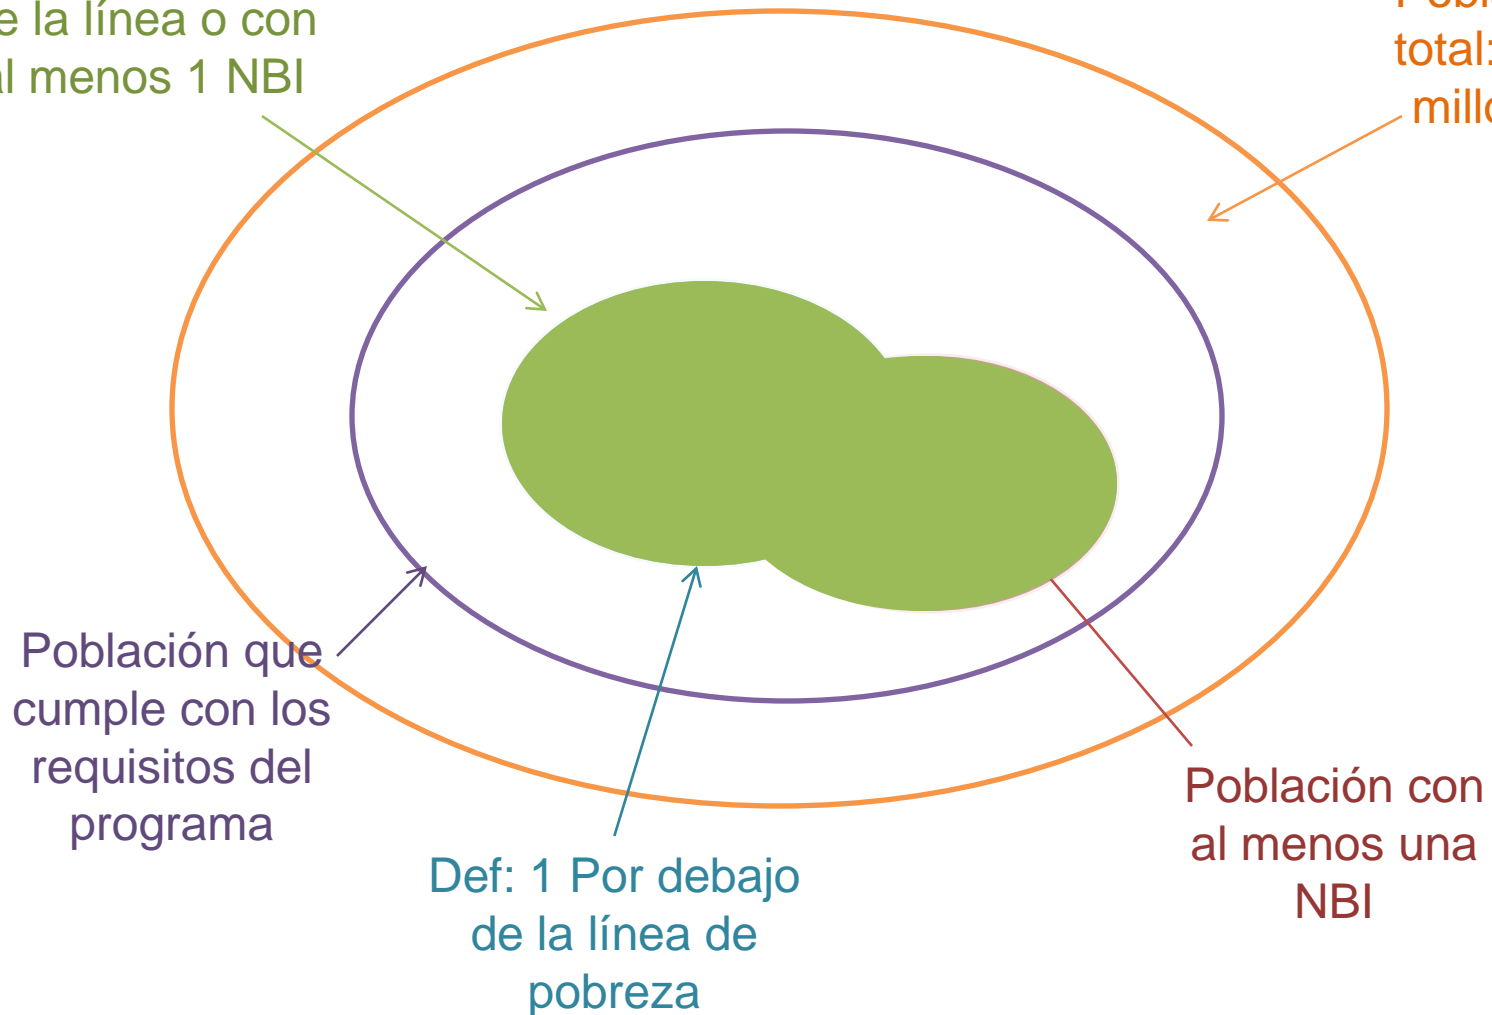 de la línea o con
al menos 1 NBI
total:
Población que
cumple con los
requisitos del
programa
Def: 1 Por debajo
de la línea de
pobreza
Población con
al menos una
NBI